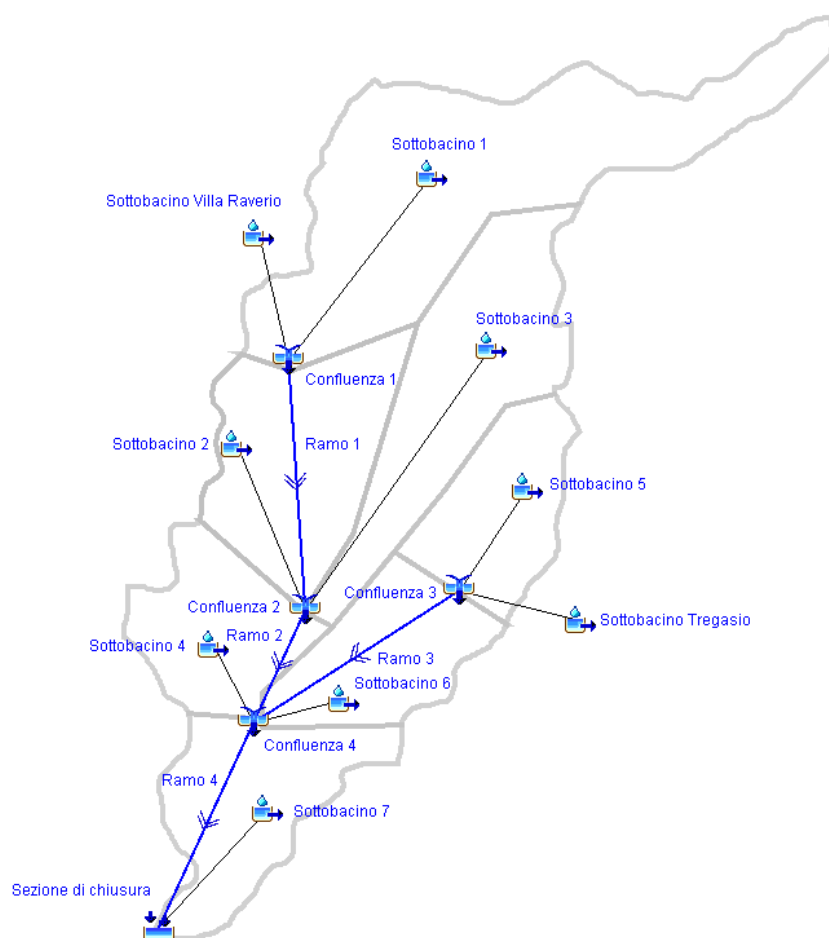 Sottobacino 1
Sottobacino Villa Raverio
Sottobacino 3
Confluenza 1
Sottobacino 2
Ramo 1
Sottobacino 5
Confluenza 3
Confluenza 2
Sottobacino Tregasio
Ramo 2
Sottobacino 4
Ramo 3
Sottobacino 6
Confluenza 4
Ramo 4
Sottobacino 7
Sezione di chiusura